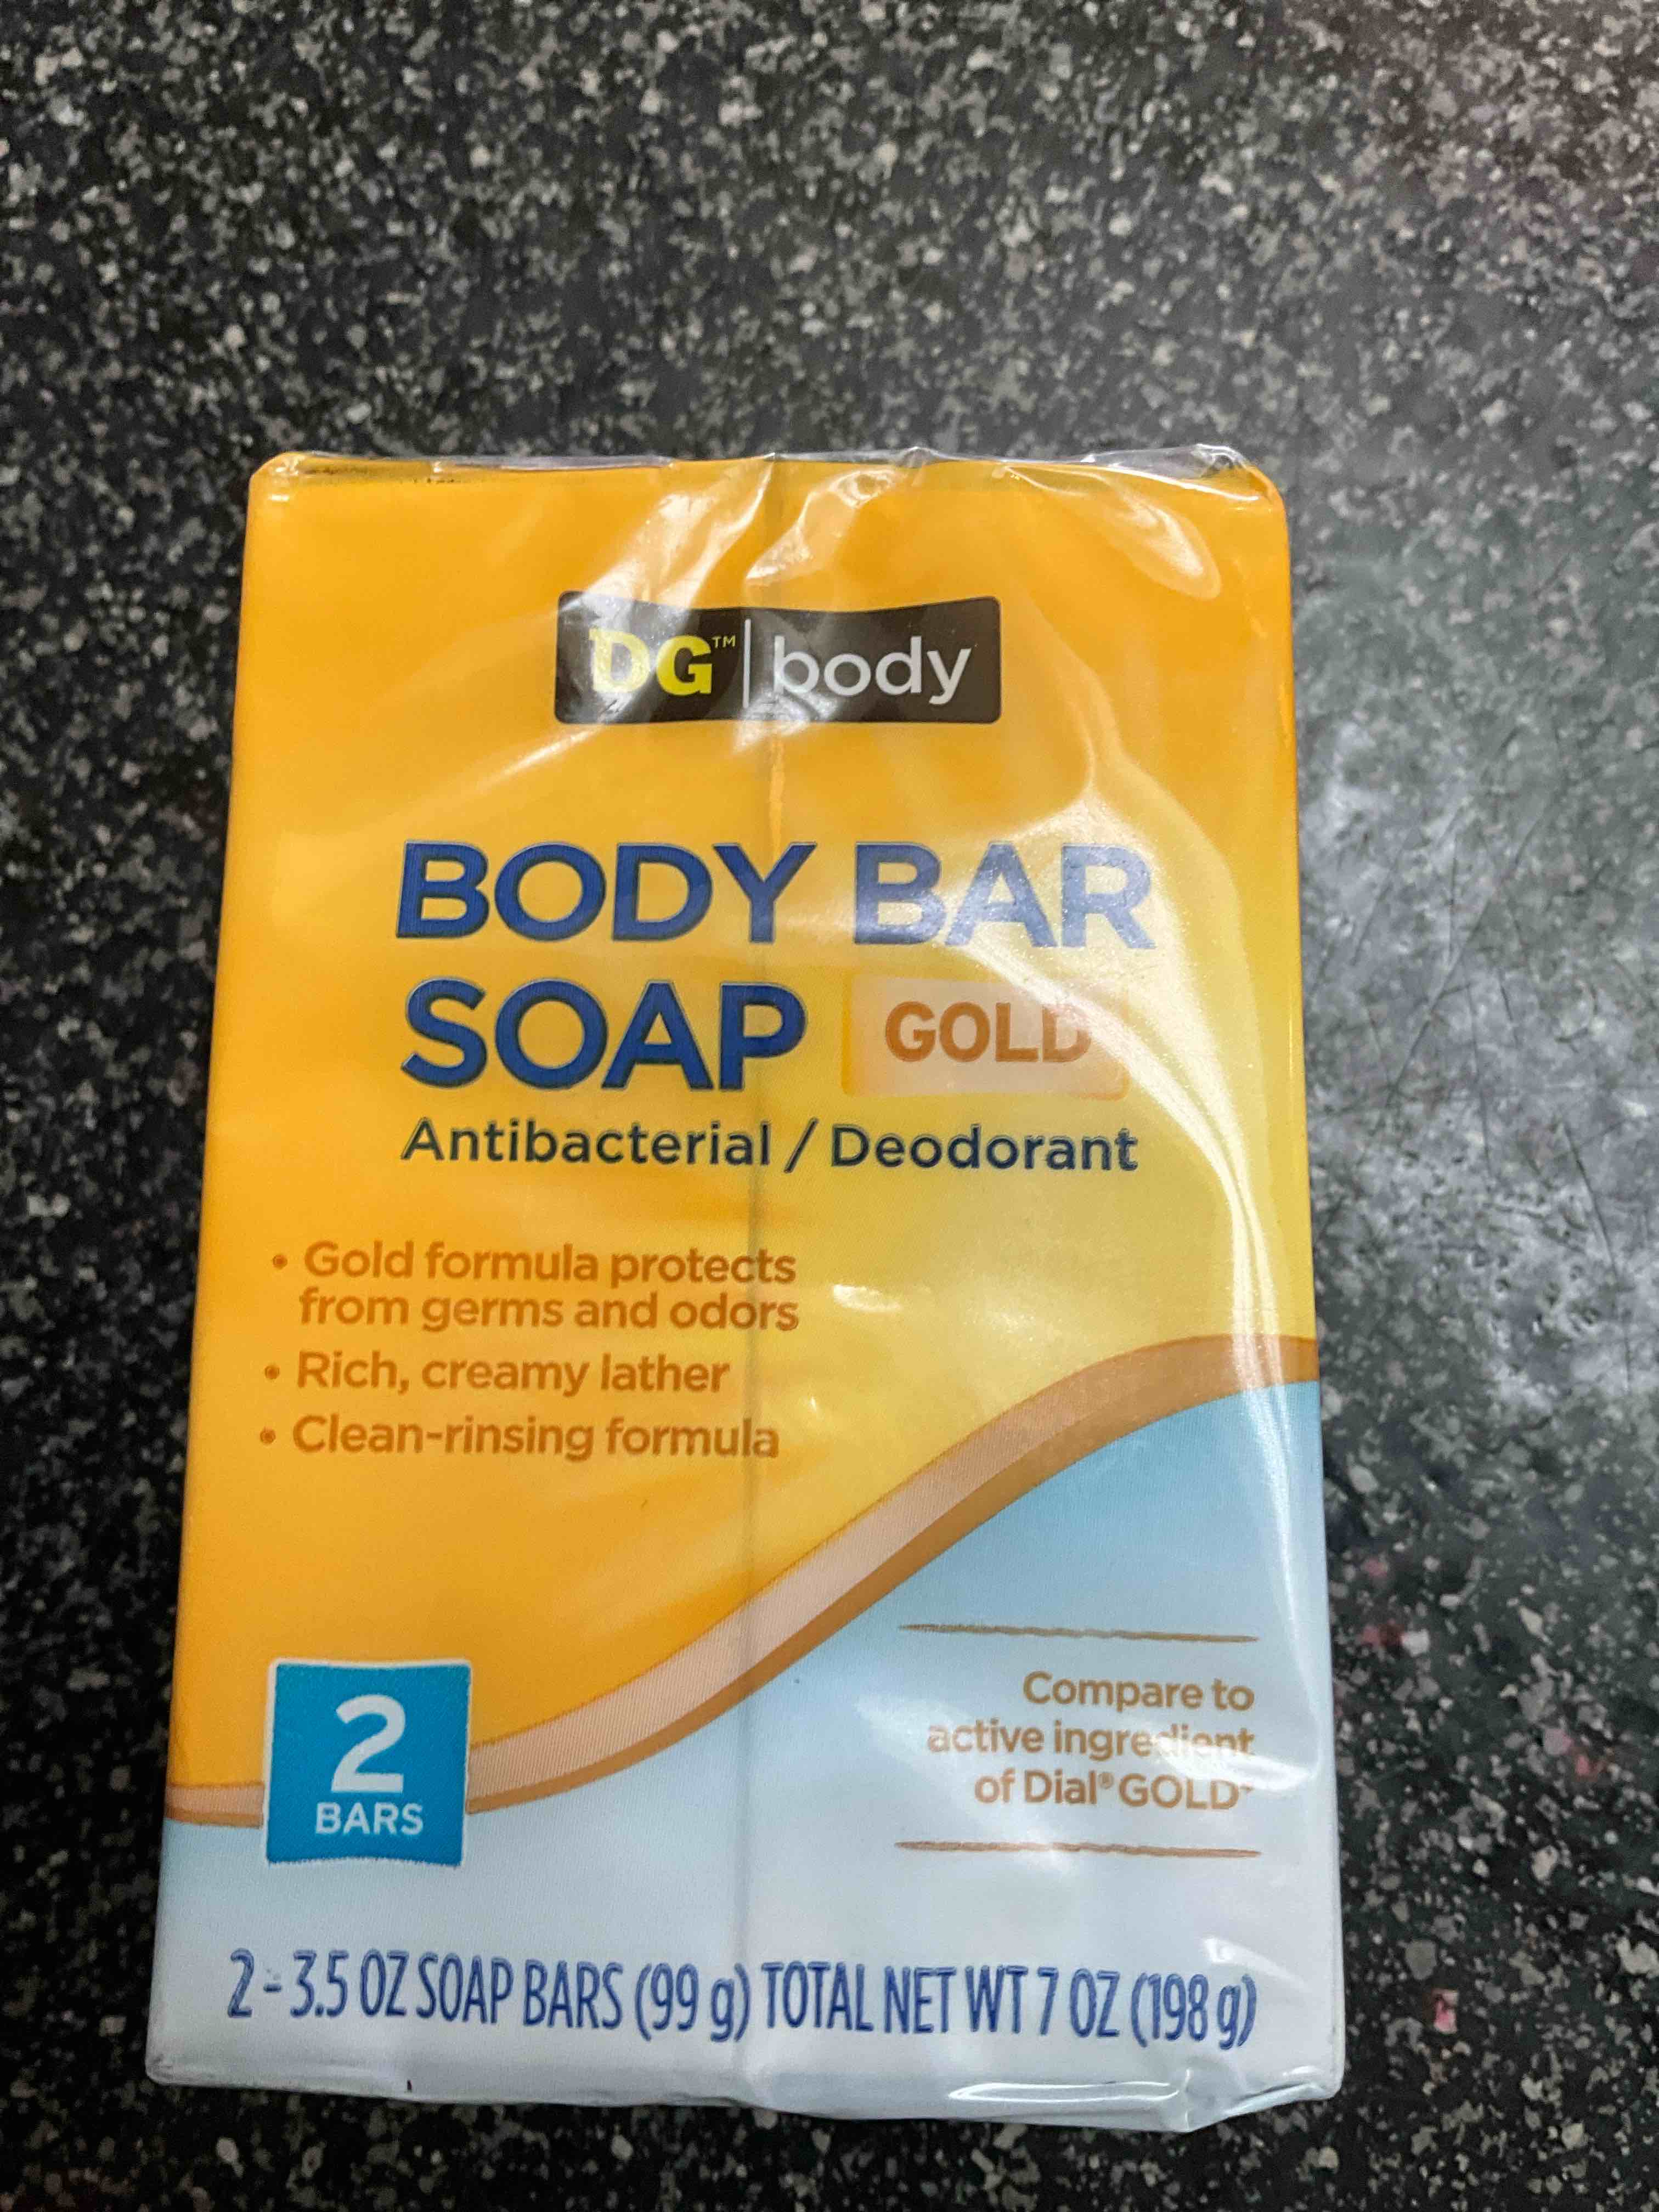 DG™ | body
BODY BAR
SOAP GOLD
Antibacterial / Deodorant
• Gold formula protects
from germs and odors
• Rich, creamy lather
• Clean-rinsing formula
2
BARS
Compare to
active ingredient
of Dial® GOLD*
2 - 3.5 OZ SOAP BARS (99 g) TOTAL NET WT 7 OZ (198 g)